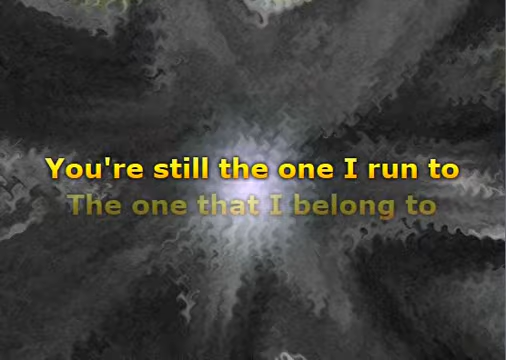 You're still the one I run to
The one that I belong to